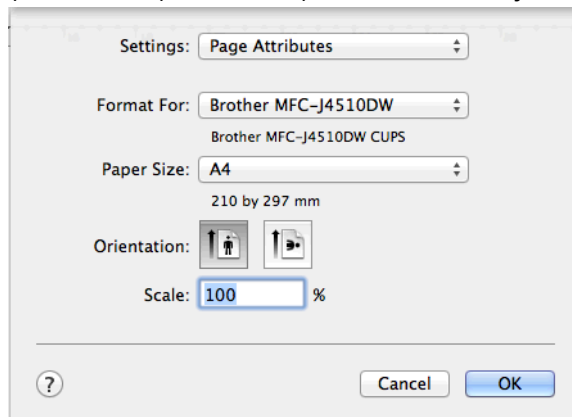 Settings: Page Attributes
Format For: Brother MFC-J4510DW
Brother MFC-J4510DW CUPS
Paper Size: A4
210 by 297 mm
Orientation:
Scale: 100 %
? Cancel OK